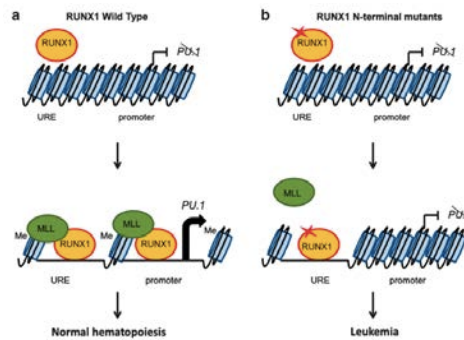 a
RUNX1 Wild Type
RUNX1
PU.1
URE
promoter
MLL
MLL
PU.1
Me
RUNX1
Me
RUNX1
Me
URE
promoter
Normal hematopoiesis
b
RUNX1 N-terminal mutants
RUNX1
PU.1
URE
promoter
MLL
RUNX1
URE
promoter
Leukemia